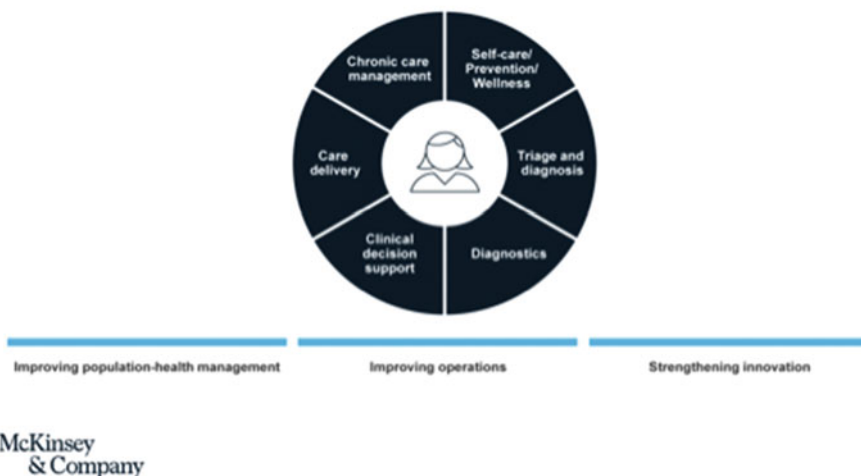 Chronic care
management
Self-care/
Prevention/
Wellness
Care
delivery
Triage and
diagnosis
Clinical
decision
support
Diagnostics
Improving population-health management
Improving operations
Strengthening innovation
McKinsey
& Company